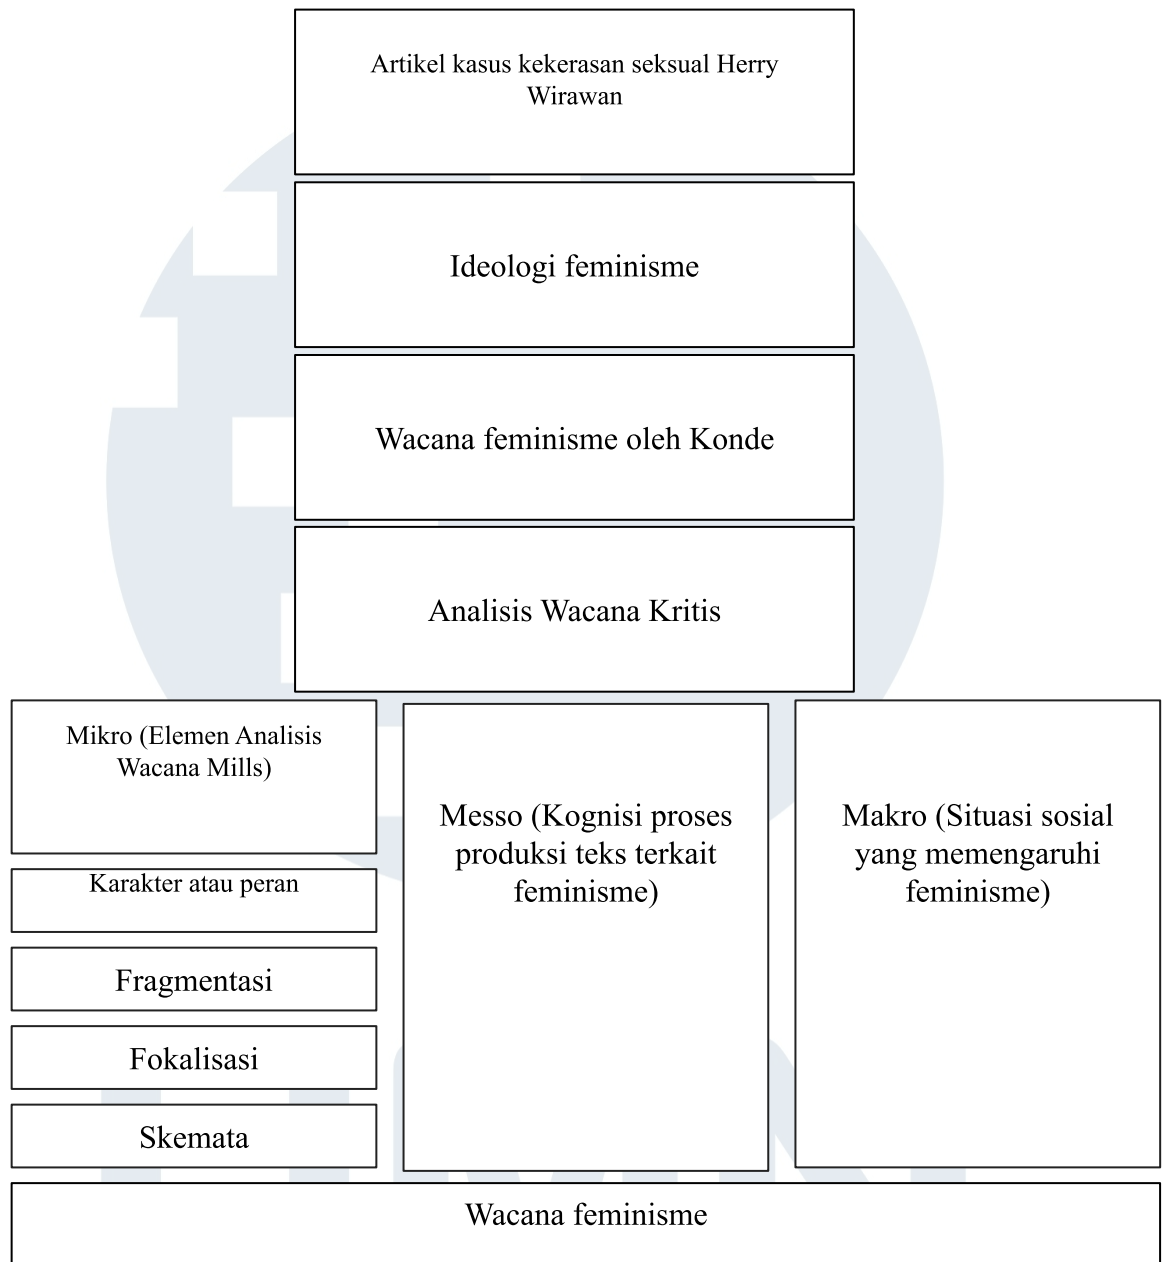 Artikel kasus kekerasan seksual Herry
Wirawan
Ideologi feminisme
Wacana feminisme oleh Konde
Analisis Wacana Kritis
Mikro (Elemen Analisis
Wacana Mills)
Karakter atau peran
Fragmentasi
Fokalisasi
Skemata
Messo (Kognisi proses
produksi teks terkait
feminisme)
Makro (Situasi sosial
yang memengaruhi
feminisme)
Wacana feminisme